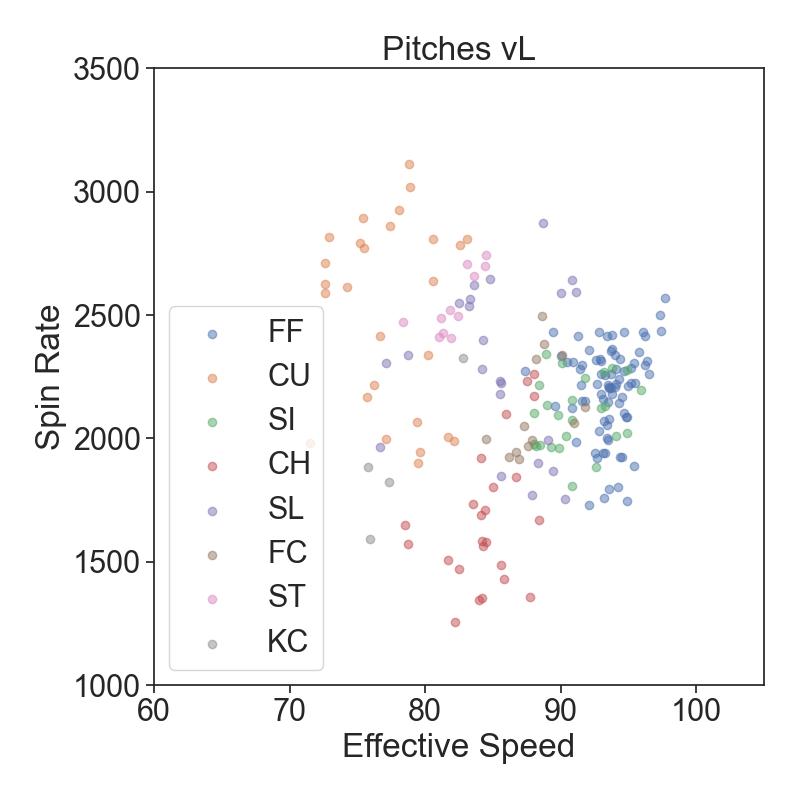 Pitches vL
3500
3000
2500
2000
1500
1000
Spin Rate
FF
CU
SI
CH
SL
FC
ST
KC
60
70
80
90
100
Effective Speed